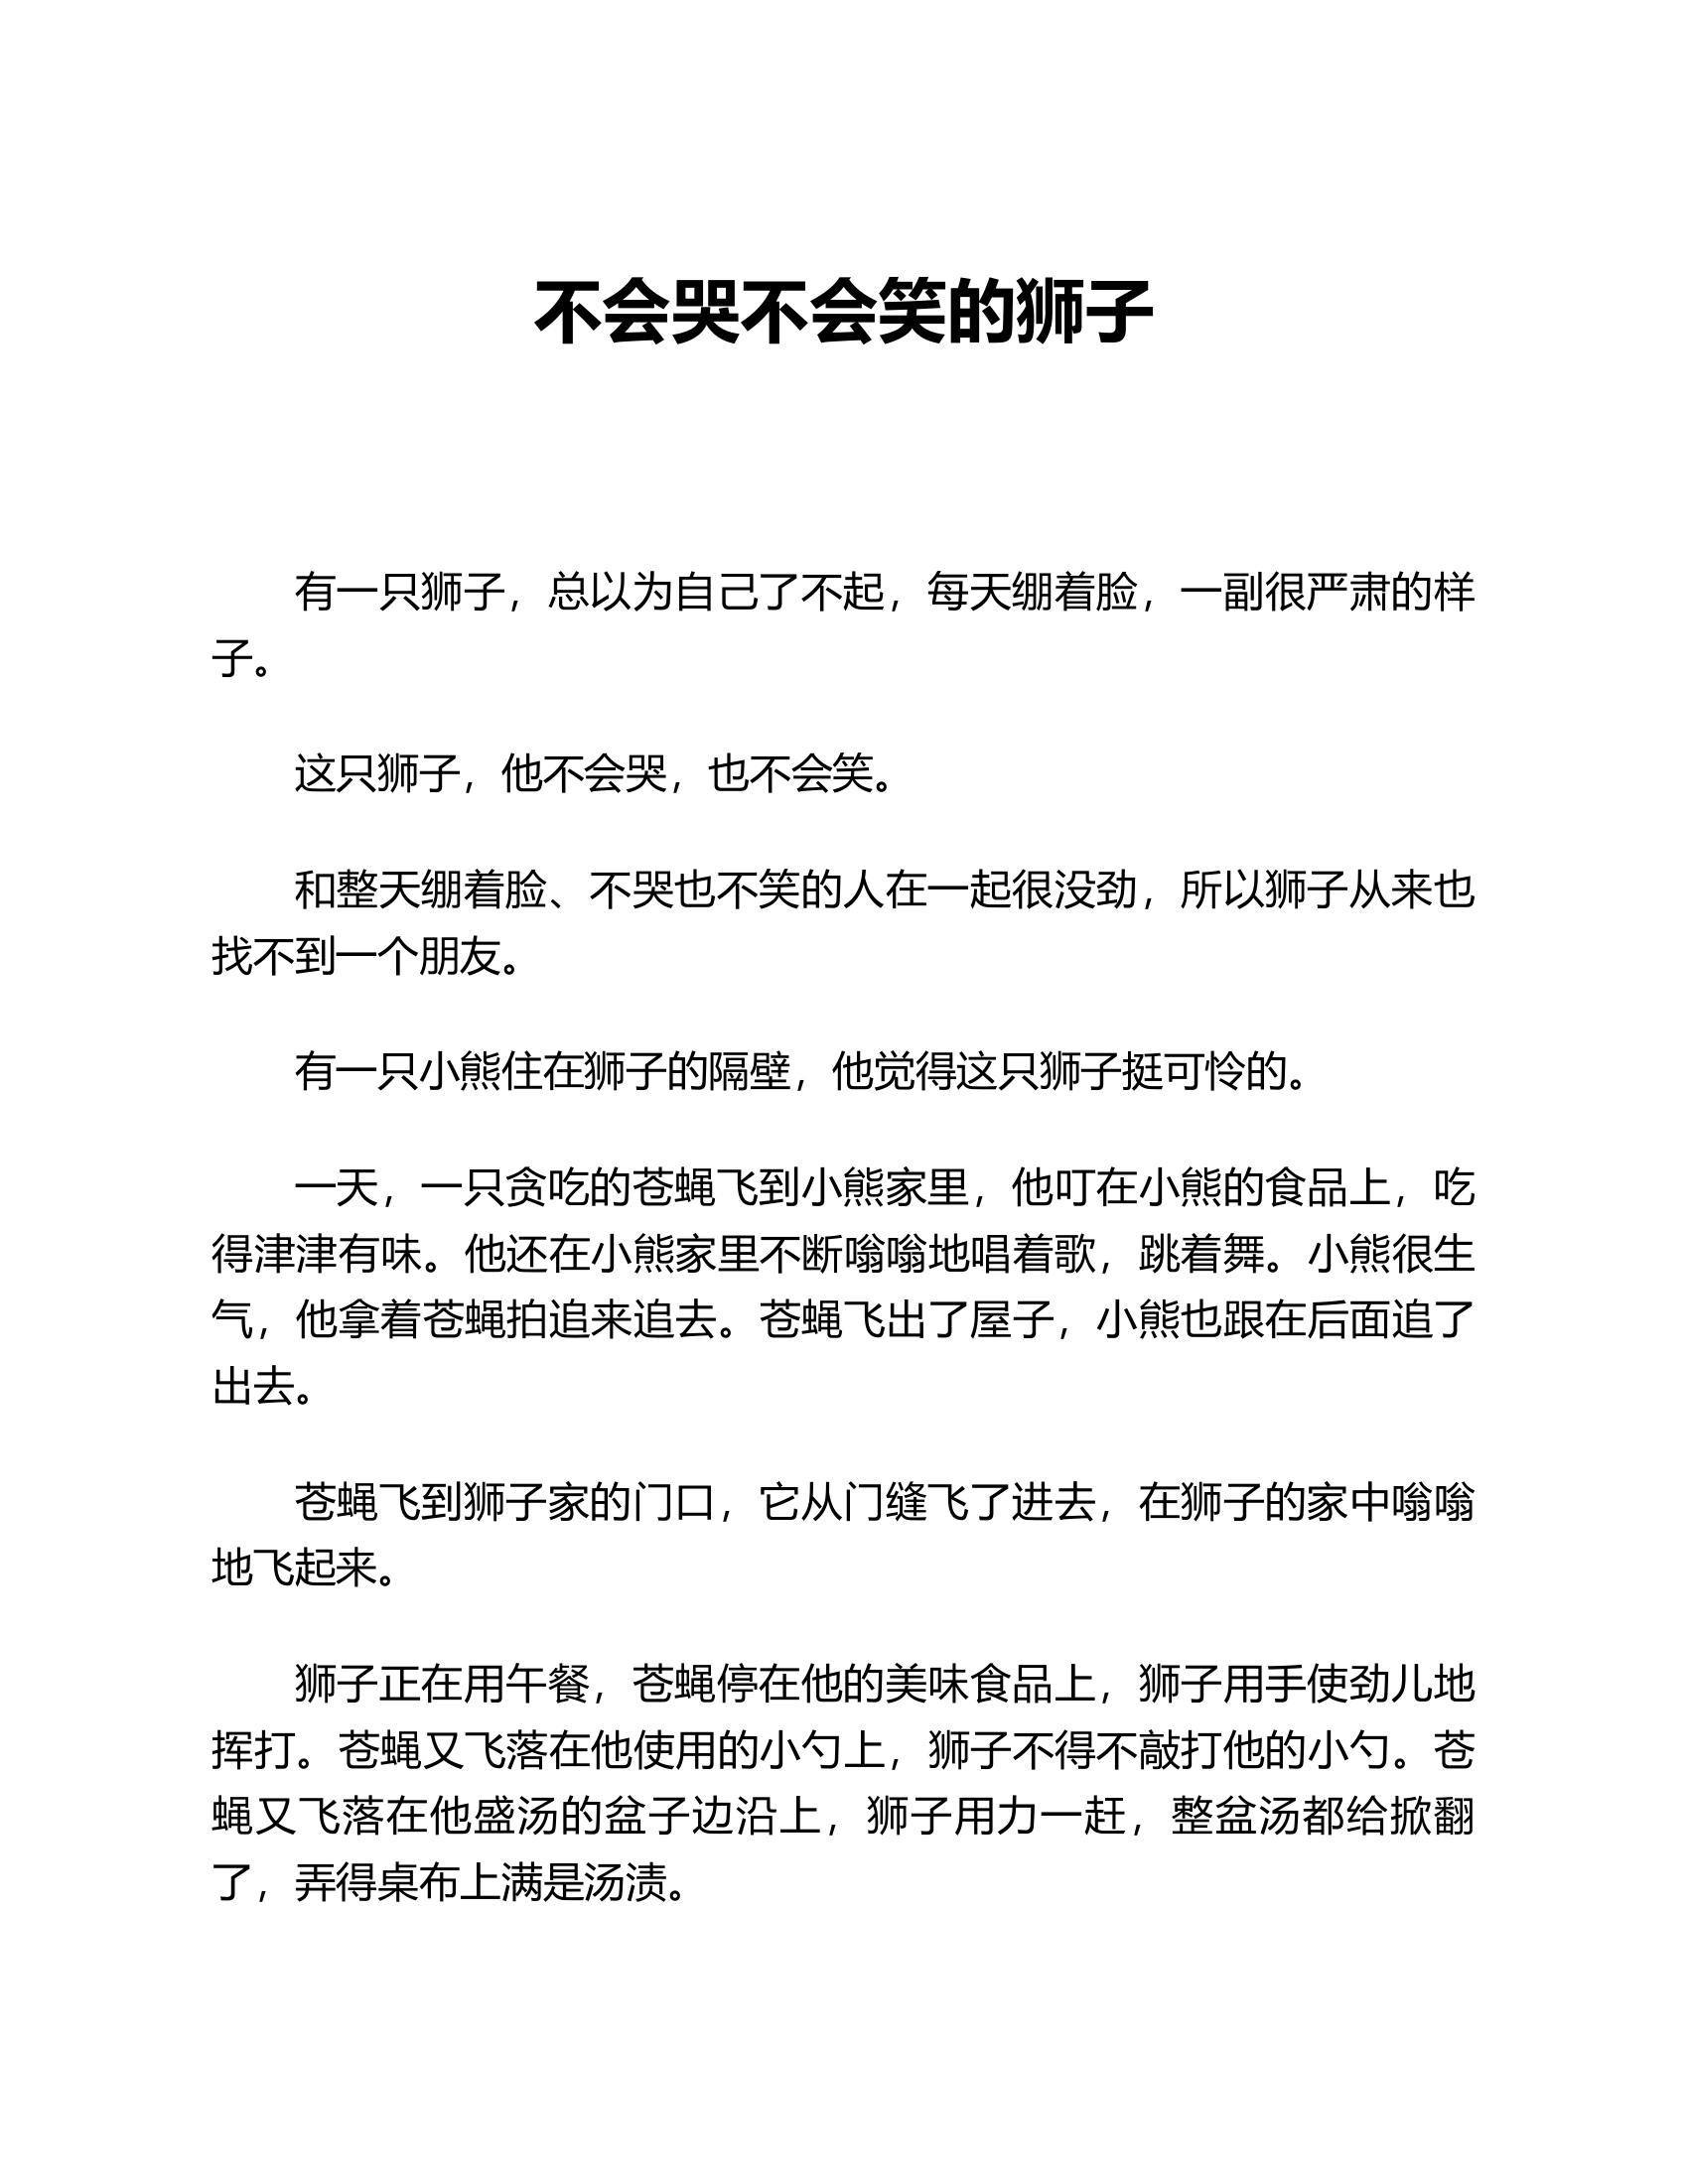 不会哭不会笑的狮子
有一只狮子，总以为自己了不起，每天绷着脸，一副很严肃的样
子。
这只狮子，他不会哭，也不会笑。
和整天绷着脸、不哭也不笑的人在一起很没劲，所以狮子从来也
找不到一个朋友。
有一只小熊住在狮子的隔壁，他觉得这只狮子挺可怜的。
一天，一只贪吃的苍蝇飞到小熊家里，他叮在小熊的食品上，吃
得津津有味。他还在小熊家里不断嗡嗡地唱着歌，跳着舞。小熊很生
气，他拿着苍蝇拍追来追去。苍蝇飞出了屋子，小熊也跟在后面追了
出去。
苍蝇飞到狮子家的门口，它从门缝飞了进去，在狮子的家中嗡嗡
地飞起来。
狮子正在用午餐，苍蝇停在他的美味食品上，狮子用手使劲儿地
挥打。苍蝇又飞落在他使用的小勺上，狮子不得不敲打他的小勺。苍
蝇又飞落在他盛汤的盆子边沿上，狮子用力一赶，整盆汤都给掀翻
了，弄得桌布上满是汤渍。